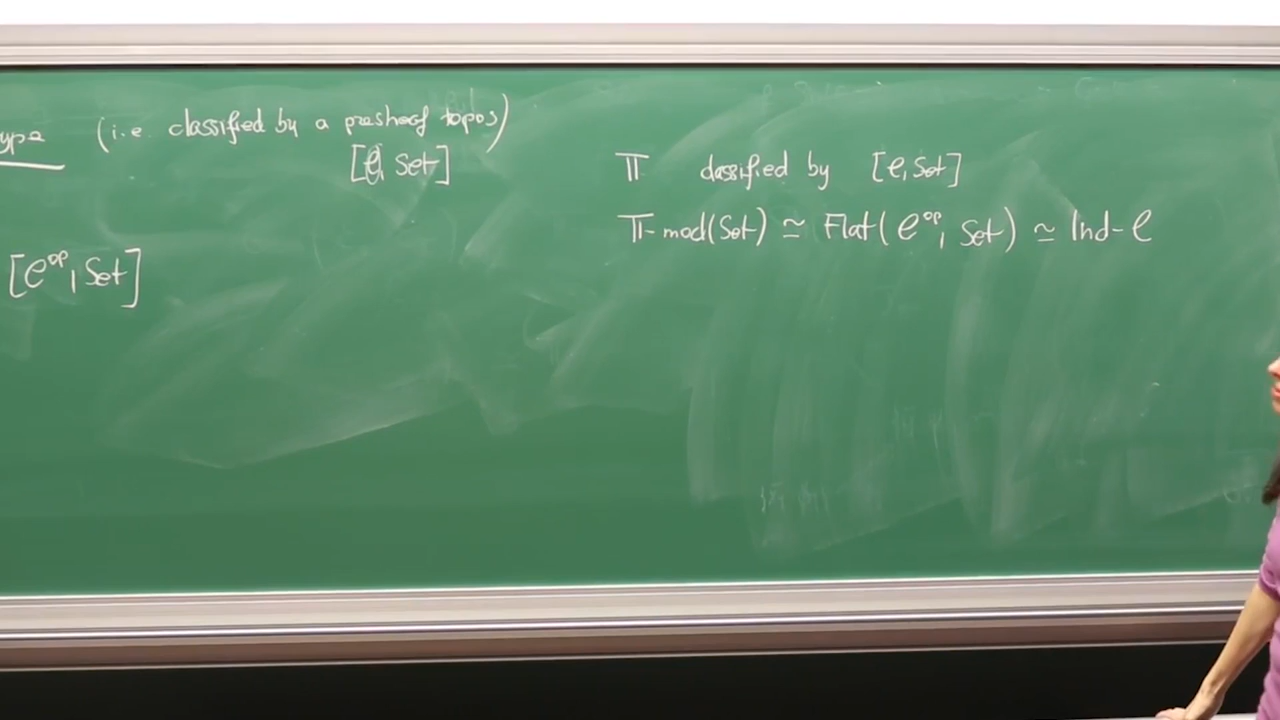 ype (i.e. classified by a presheaf topos)
[𝒞, Set]
[𝒞ᵒᵖ, Set]
𝕋 classified by [𝒞, Set]
𝕋-mod(Set) ≃ Flat(𝒞ᵒᵖ, Set) ≃ Ind-𝒞